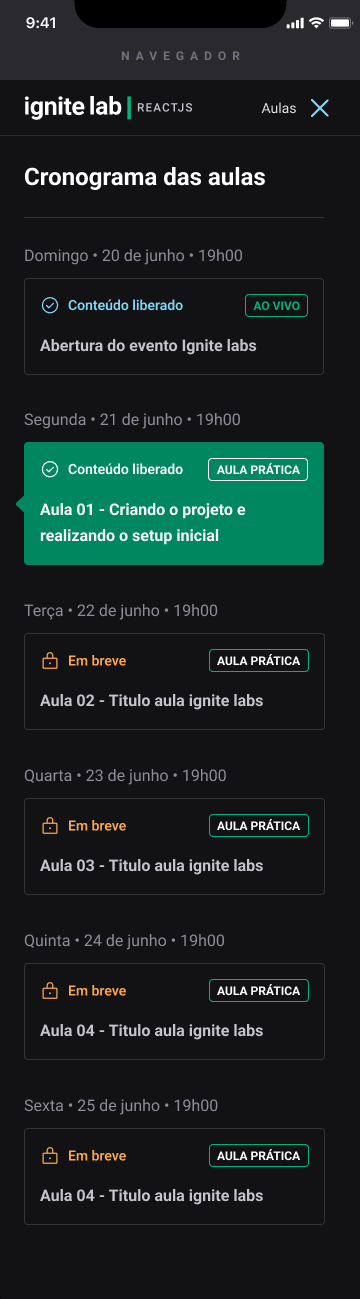 9:41
NAVEGADOR
ignite lab | REACTJS
Aulas
Cronograma das aulas
Domingo • 20 de junho • 19h00
Conteúdo liberado AO VIVO
Abertura do evento Ignite labs
Segunda • 21 de junho • 19h00
Conteúdo liberado AULA PRÁTICA
Aula 01 - Criando o projeto e
realizando o setup inicial
Terça • 22 de junho • 19h00
Em breve AULA PRÁTICA
Aula 02 - Titulo aula ignite labs
Quarta • 23 de junho • 19h00
Em breve AULA PRÁTICA
Aula 03 - Titulo aula ignite labs
Quinta • 24 de junho • 19h00
Em breve AULA PRÁTICA
Aula 04 - Titulo aula ignite labs
Sexta • 25 de junho • 19h00
Em breve AULA PRÁTICA
Aula 04 - Titulo aula ignite labs